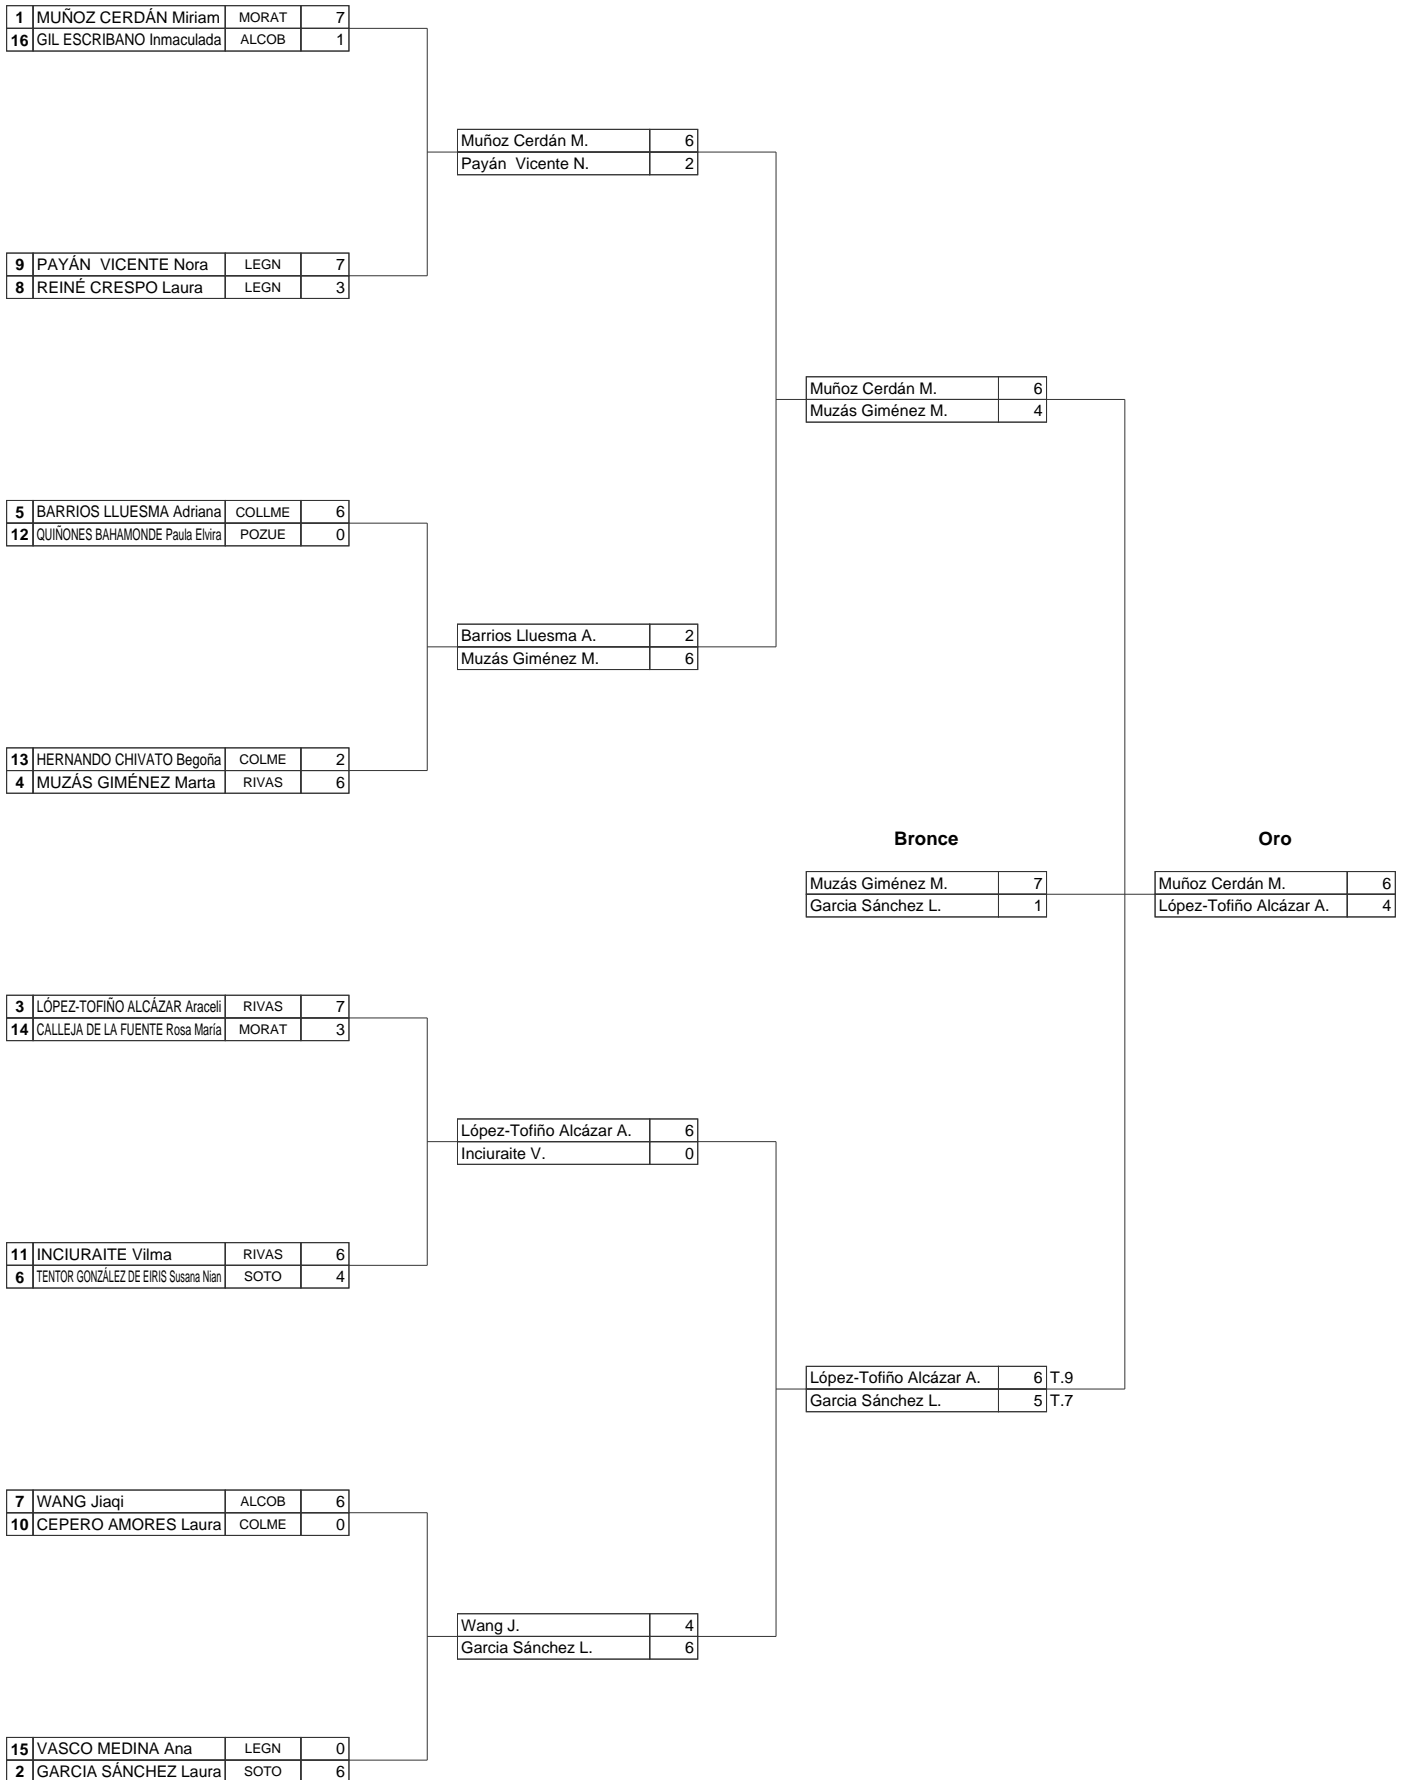 1 MUÑOZ CERDÁN Miriam MORAT 7
16 GIL ESCRIBANO Inmaculada ALCOB 1
Muñoz Cerdán M. 6
Payán Vicente N. 2
9 PAYÁN VICENTE Nora LEGN 7
8 REINÉ CRESPO Laura LEGN 3
Muñoz Cerdán M. 6
Muzás Giménez M. 4
5 BARRIOS LLUESMA Adriana COLLME 6
12 QUIÑONES BAHAMONDE Paula Elvira POZUE 0
Barrios Lluesma A. 2
Muzás Giménez M. 6
13 HERNANDO CHIVATO Begoña COLME 2
4 MUZÁS GIMÉNEZ Marta RIVAS 6
Bronce Oro
Muzás Giménez M. 7 Muñoz Cerdán M. 6
Garcia Sánchez L. 1 López-Tofiño Alcázar A. 4
3 LÓPEZ-TOFIÑO ALCÁZAR Araceli RIVAS 7
14 CALLEJA DE LA FUENTE Rosa María MORAT 3
López-Tofiño Alcázar A. 6
Inciuraite V. 0
11 INCIURAITE Vilma RIVAS 6
6 TENTOR GONZÁLEZ DE EIRIS Susana Nian SOTO 4
López-Tofiño Alcázar A. 6 T.9
Garcia Sánchez L. 5 T.7
7 WANG Jiaqi ALCOB 6
10 CEPERO AMORES Laura COLME 0
Wang J. 4
Garcia Sánchez L. 6
15 VASCO MEDINA Ana LEGN 0
2 GARCIA SÁNCHEZ Laura SOTO 6